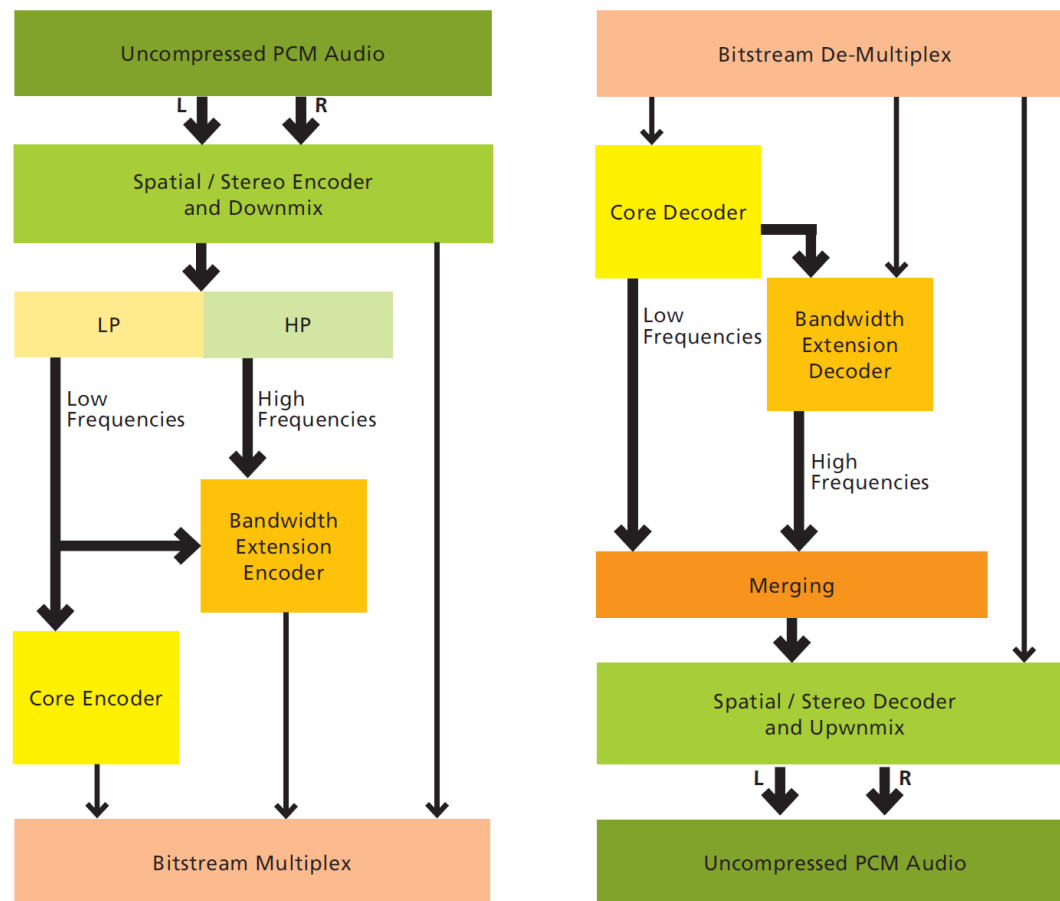 Uncompressed PCM Audio
L
R
Spatial / Stereo Encoder
and Downmix
LP
HP
Low
Frequencies
High
Frequencies
Bandwidth
Extension
Encoder
Core Encoder
Bitstream Multiplex
Bitstream De-Multiplex
Core Decoder
Low
Frequencies
Bandwidth
Extension
Decoder
High
Frequencies
Merging
Spatial / Stereo Decoder
and Upwnmix
L
R
Uncompressed PCM Audio